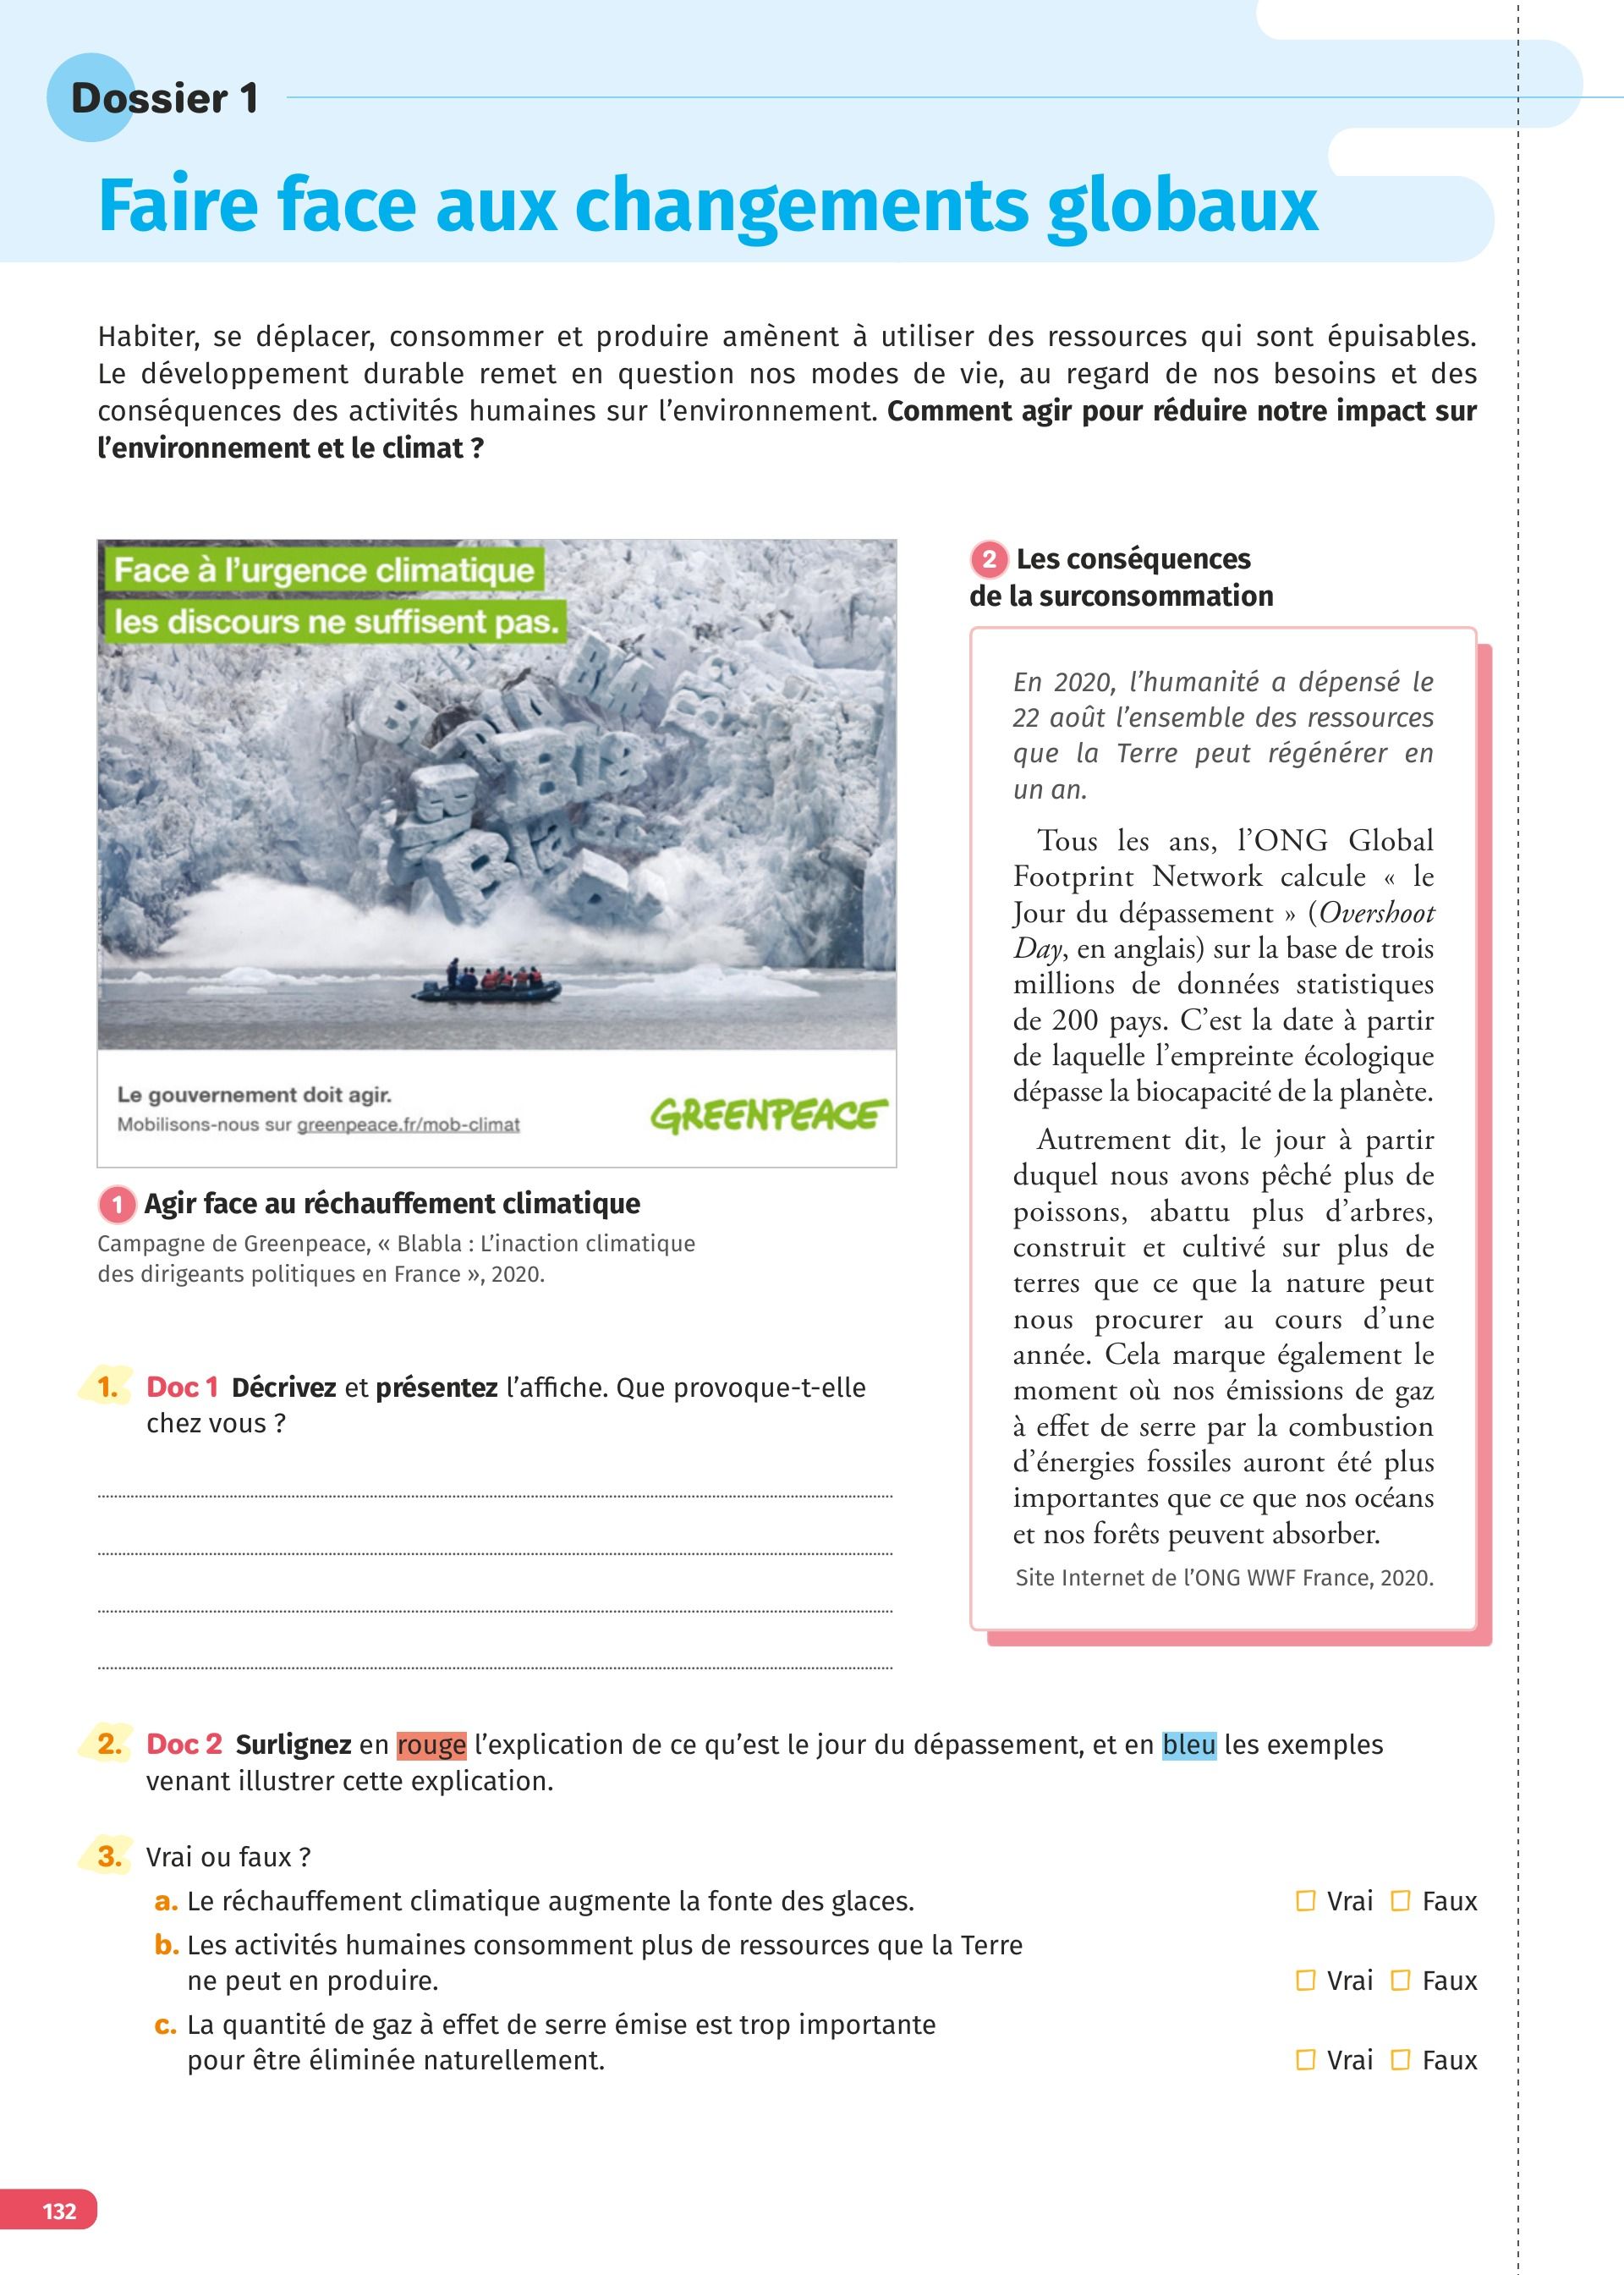 Dossier 1
Faire face aux changements globaux
Habiter, se déplacer, consommer et produire amènent à utiliser des ressources qui sont épuisables.
Le développement durable remet en question nos modes de vie, au regard de nos besoins et des
conséquences des activités humaines sur l'environnement. Comment agir pour réduire notre impact sur
l'environnement et le climat ?
Face à l'urgence climatique
les discours ne suffisent pas.
Bla
Bla
Bla
Bla
Le gouvernement doit agir.
Mobilisons-nous sur greenpeace.fr/mob-climat
GREENPEACE
1 Agir face au réchauffement climatique
Campagne de Greenpeace, « Blabla : L'inaction climatique
des dirigeants politiques en France », 2020.
2 Les conséquences
de la surconsommation
En 2020, l'humanité a dépensé le
22 août l'ensemble des ressources
que la Terre peut régénérer en
un an.
Tous les ans, l'ONG Global
Footprint Network calcule « le
Jour du dépassement » (Overshoot
Day, en anglais) sur la base de trois
millions de données statistiques
de 200 pays. C'est la date à partir
de laquelle l'empreinte écologique
dépasse la biocapacité de la planète.
Autrement dit, le jour à partir
duquel nous avons pêché plus de
poissons, abattu plus d'arbres,
construit et cultivé sur plus de
terres que ce que la nature peut
nous procurer au cours d'une
année. Cela marque également le
moment où nos émissions de gaz
à effet de serre par la combustion
d'énergies fossiles auront été plus
importantes que ce que nos océans
et nos forêts peuvent absorber.
Site Internet de l'ONG WWF France, 2020.
1. Doc 1 Décrivez et présentez l'affiche. Que provoque-t-elle
chez vous ?
2. Doc 2 Surlignez en rouge l'explication de ce qu'est le jour du dépassement, et en bleu les exemples
venant illustrer cette explication.
3. Vrai ou faux ?
a. Le réchauffement climatique augmente la fonte des glaces. Vrai Faux
b. Les activités humaines consomment plus de ressources que la Terre
ne peut en produire. Vrai Faux
c. La quantité de gaz à effet de serre émise est trop importante
pour être éliminée naturellement. Vrai Faux
132